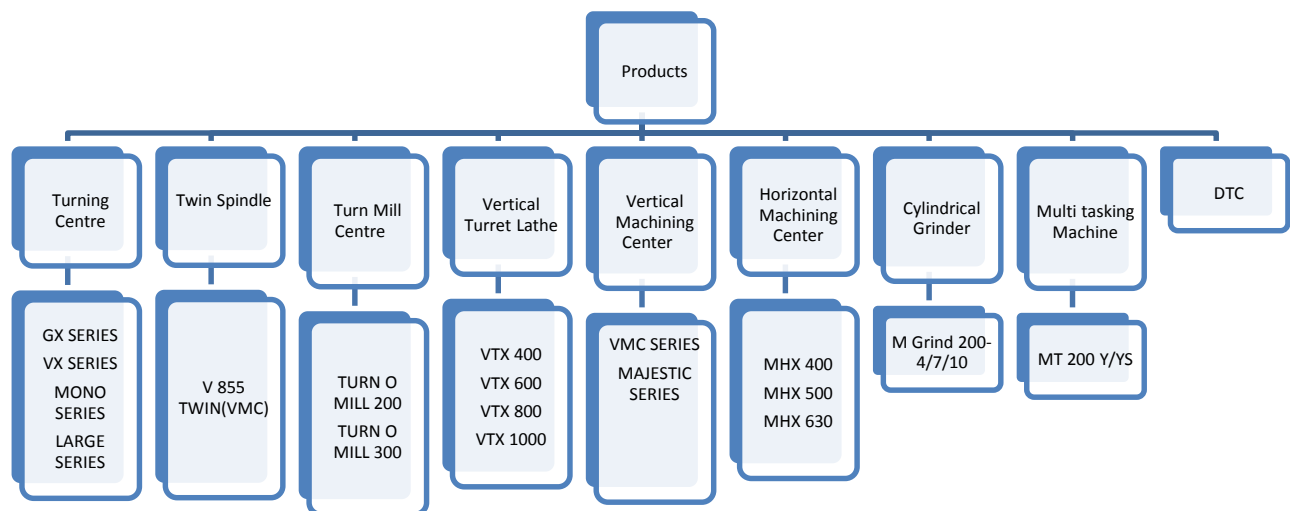 Products
Turning
Centre
Twin Spindle
Turn Mill
Centre
Vertical
Turret Lathe
Vertical
Machining
Center
Horizontal
Machining
Center
Cylindrical
Grinder
Multi tasking
Machine
DTC
GX SERIES
VX SERIES
MONO
SERIES
LARGE
SERIES
V 855
TWIN(VMC)
TURN O
MILL 200
TURN O
MILL 300
VTX 400
VTX 600
VTX 800
VTX 1000
VMC SERIES
MAJESTIC
SERIES
MHX 400
MHX 500
MHX 630
M Grind 200-
4/7/10
MT 200 Y/YS